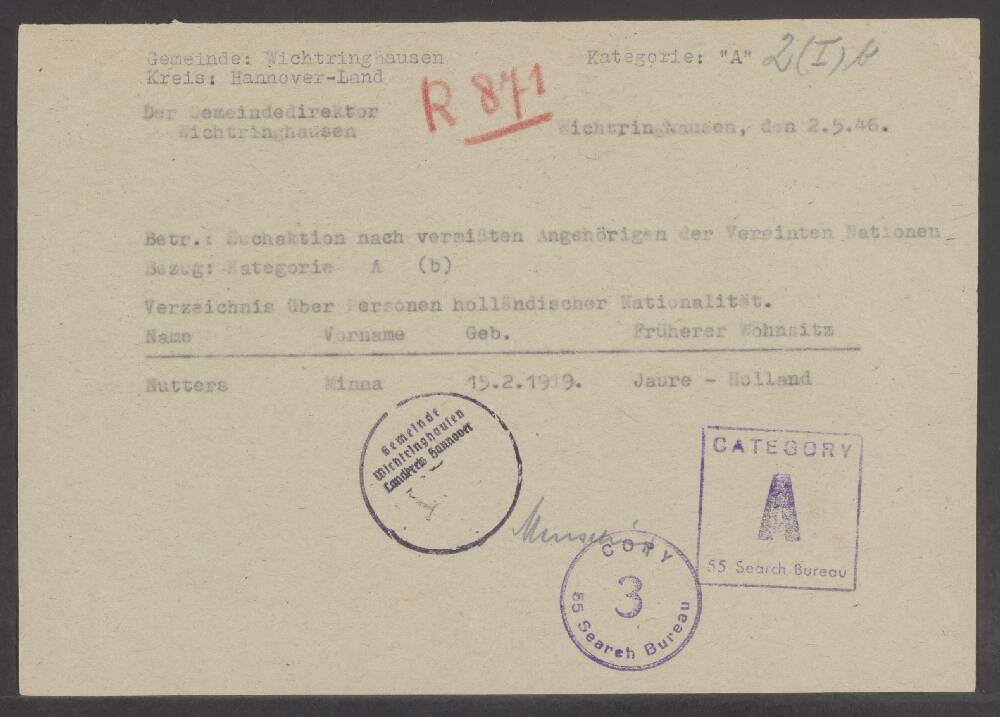 Gemeinde: Wichtringhausen
Kategorie: "A" 2(I)b
Kreis: Hannover-Land
R 871
Der Gemeindedirektor
Wichtringhausen
Wichtringhausen, den 2.5.46.
Betr.: Suchaktion nach vermißten Angehörigen der Vereinten Nationen
Bezug: Kategorie A (b)
Verzeichnis über Personen holländischer Nationalität.
Name Vorname Geb. Früherer Wohnsitz
Nutters Minna 15.2.1919. Jaure - Holland
Gemeinde
Wichtringhausen
Landkreis Hannover
CATEGORY
A
55 Search Bureau
COPY
3
55 Search Bureau